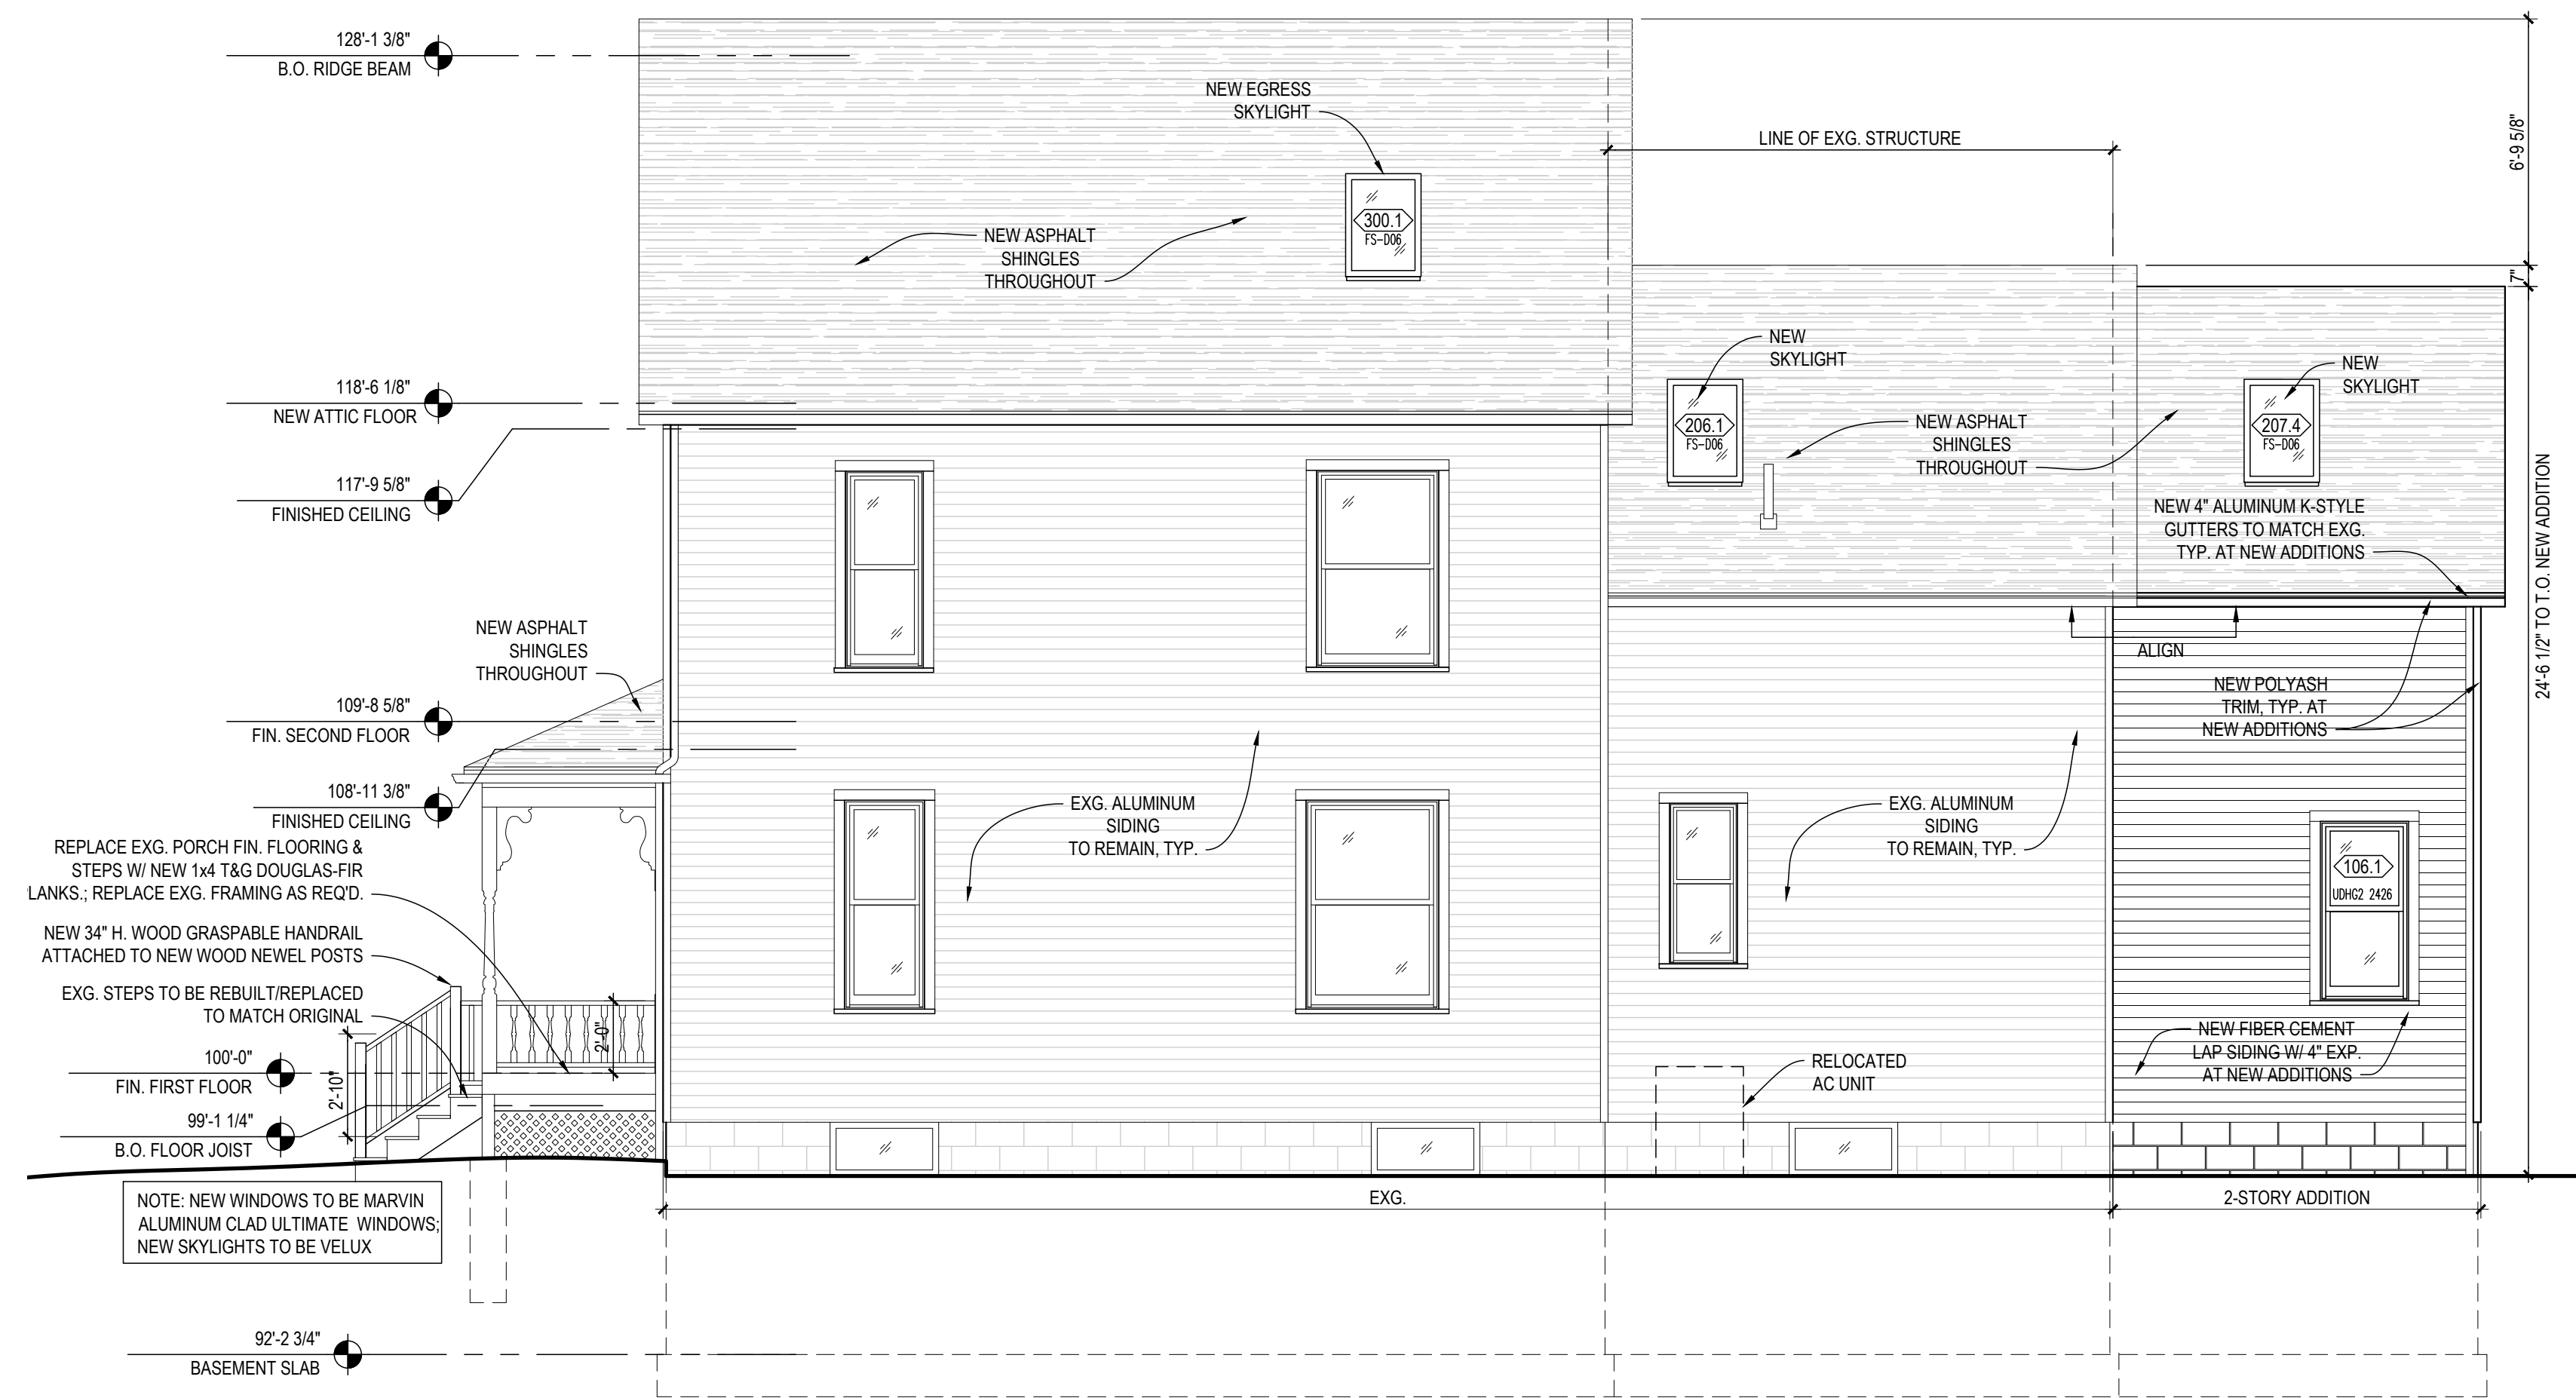 128'-1 3/8"
B.O. RIDGE BEAM
NEW EGRESS
SKYLIGHT
LINE OF EXG. STRUCTURE
6'-9 5/8"
300.1
FS-D06
NEW ASPHALT
SHINGLES
THROUGHOUT
7"
NEW
SKYLIGHT
NEW
SKYLIGHT
118'-6 1/8"
NEW ATTIC FLOOR
206.1
FS-D06
NEW ASPHALT
SHINGLES
THROUGHOUT
207.4
FS-D06
117'-9 5/8"
FINISHED CEILING
NEW 4" ALUMINUM K-STYLE
GUTTERS TO MATCH EXG.
TYP. AT NEW ADDITIONS
24'-6 1/2" TO T.O. NEW ADDITION
NEW ASPHALT
SHINGLES
THROUGHOUT
ALIGN
109'-8 5/8"
FIN. SECOND FLOOR
NEW POLYASH
TRIM, TYP. AT
NEW ADDITIONS
108'-11 3/8"
FINISHED CEILING
EXG. ALUMINUM
SIDING
TO REMAIN, TYP.
EXG. ALUMINUM
SIDING
TO REMAIN, TYP.
REPLACE EXG. PORCH FIN. FLOORING &
STEPS W/ NEW 1x4 T&G DOUGLAS-FIR
LANKS.; REPLACE EXG. FRAMING AS REQ'D.
106.1
UDHG2 2426
NEW 34" H. WOOD GRASPABLE HANDRAIL
ATTACHED TO NEW WOOD NEWEL POSTS
EXG. STEPS TO BE REBUILT/REPLACED
TO MATCH ORIGINAL
2'-0"
NEW FIBER CEMENT
LAP SIDING W/ 4" EXP.
AT NEW ADDITIONS
100'-0"
FIN. FIRST FLOOR
2'-10"
RELOCATED
AC UNIT
99'-1 1/4"
B.O. FLOOR JOIST
EXG.
2-STORY ADDITION
NOTE: NEW WINDOWS TO BE MARVIN
ALUMINUM CLAD ULTIMATE WINDOWS;
NEW SKYLIGHTS TO BE VELUX
92'-2 3/4"
BASEMENT SLAB